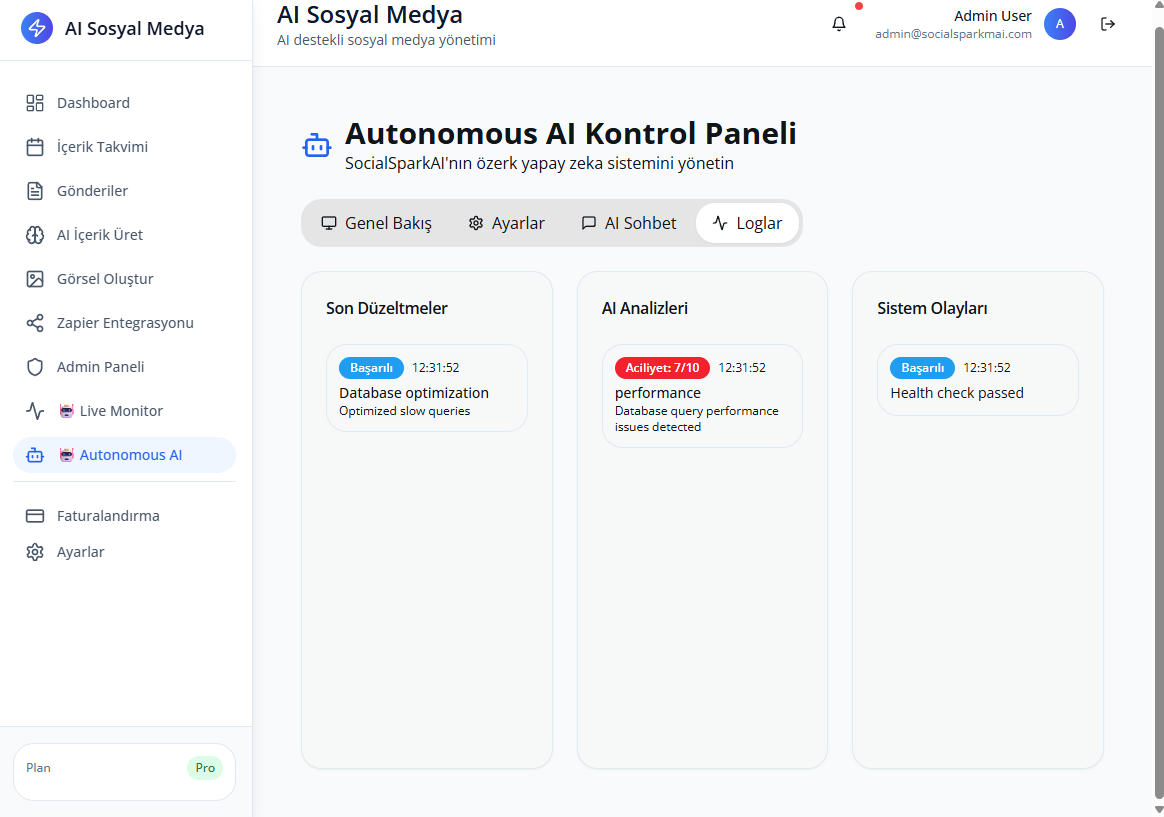 AI Sosyal Medya
Dashboard
İçerik Takvimi
Gönderiler
AI İçerik Üret
Görsel Oluştur
Zapier Entegrasyonu
Admin Paneli
Live Monitor
Autonomous AI
Faturalandırma
Ayarlar
Plan
Pro
AI Sosyal Medya
AI destekli sosyal medya yönetimi
Admin User
admin@socialsparkmai.com
A
Autonomous AI Kontrol Paneli
SocialSparkAI'nın özerk yapay zeka sistemini yönetin
Genel Bakış
Ayarlar
AI Sohbet
Loglar
Son Düzeltmeler
Başarılı 12:31:52
Database optimization
Optimized slow queries
AI Analizleri
Aciliyet: 7/10 12:31:52
performance
Database query performance
issues detected
Sistem Olayları
Başarılı 12:31:52
Health check passed